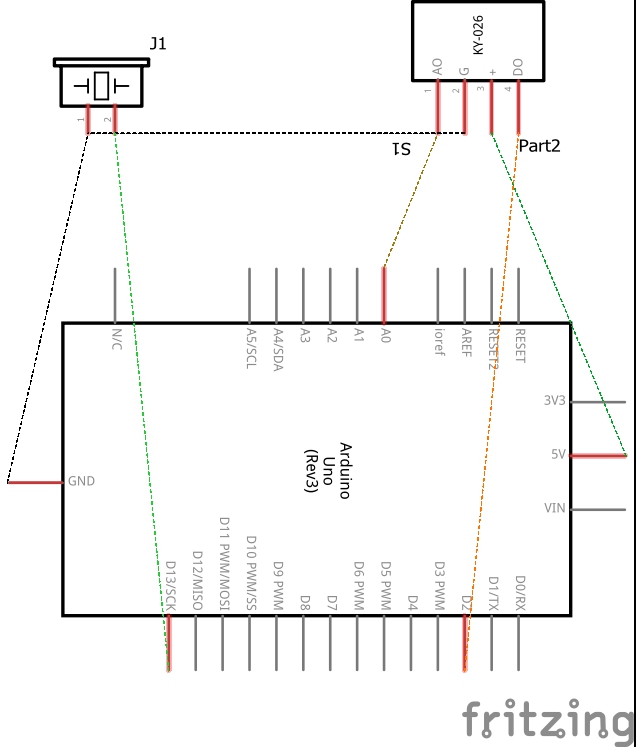 J1
KY-026
AO
G
+
DO
1
2
3
4
1
2
S1
Part2
N/C
A5/SCL
A4/SDA
A3
A2
A1
A0
ioref
AREF
RESET2
RESET
3V3
5V
VIN
GND
Arduino
Uno
(Rev3)
D13/SCK
D12/MISO
D11 PWM/MOSI
D10 PWM/SS
D9 PWM
D8
D7
D6 PWM
D5 PWM
D4
D3 PWM
D2
D1/TX
D0/RX
fritzing